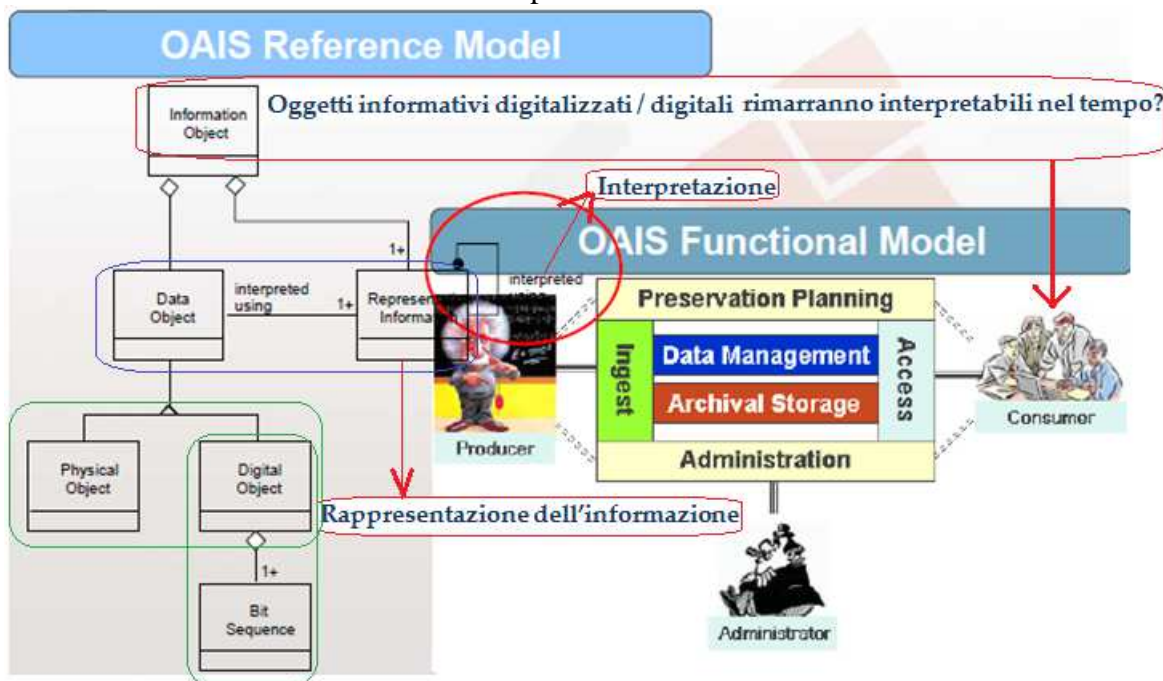 OAIS Reference Model
Information
Object
Oggetti informativi digitalizzati / digitali rimarranno interpretabili nel tempo?
Interpretazione
OAIS Functional Model
1+
Data
Object
interpreted
using
1+
Information
interpreted
Preservation Planning
Ingest
Data Management
Archival Storage
Access
Administration
Producer
Consumer
Physical
Object
Digital
Object
Rappresentazione dell'informazione
1+
Bit
Sequence
Administrator